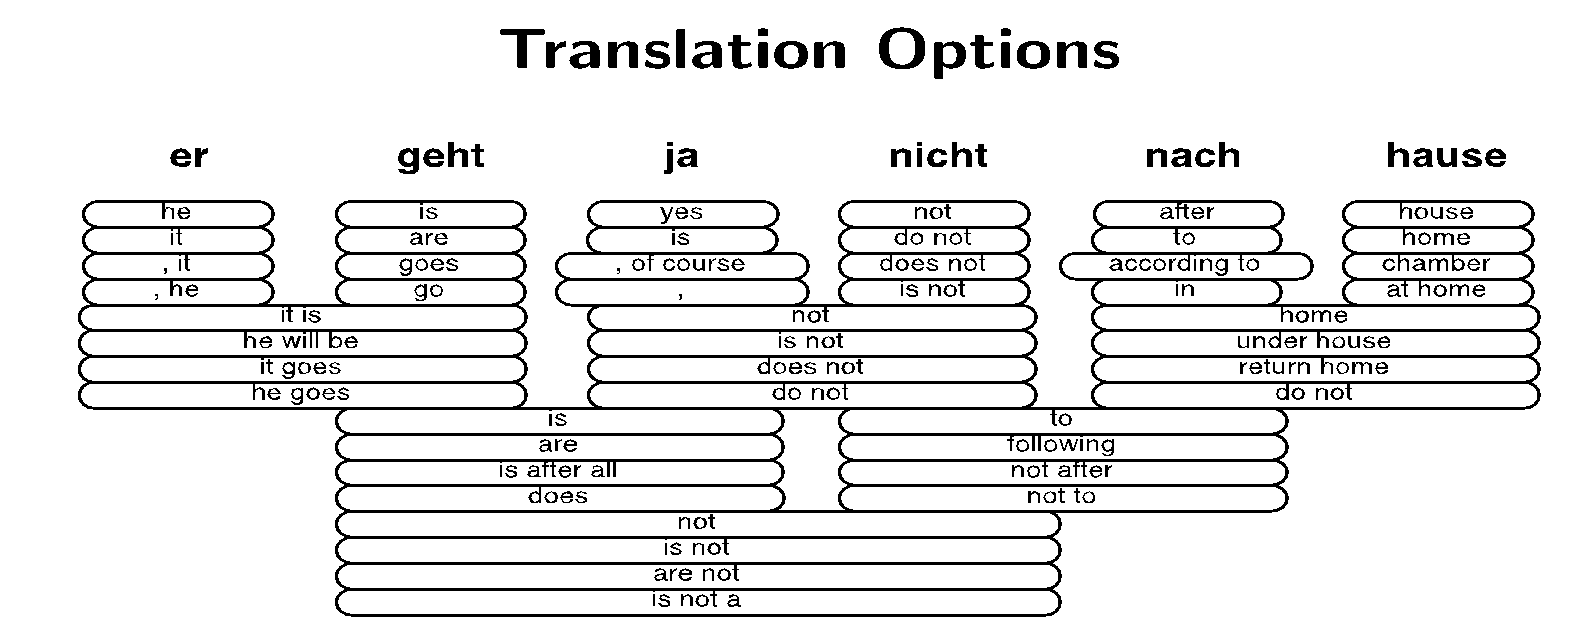 Translation Options
er geht ja nicht nach hause
he is yes not after house
it are is do not to home
, it goes , of course does not according to chamber
, he go , is not in at home
it is not home
he will be is not under house
it goes does not return home
he goes do not do not
is to
are following
is after all not after
does not to
not
is not
are not
is not a